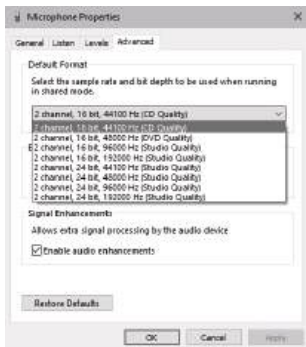 Microphone Properties
General Listen Levels Advanced
Default Format
Select the sample rate and bit depth to be used when running
in shared mode.
2 channel, 16 bit, 44100 Hz (CD Quality)
2 channel, 16 bit, 44100 Hz (CD Quality)
2 channel, 16 bit, 48000 Hz (DVD Quality)
E
2 channel, 16 bit, 96000 Hz (Studio Quality)
2 channel, 16 bit, 192000 Hz (Studio Quality)
2 channel, 24 bit, 44100 Hz (Studio Quality)
2 channel, 24 bit, 48000 Hz (Studio Quality)
2 channel, 24 bit, 96000 Hz (Studio Quality)
2 channel, 24 bit, 192000 Hz (Studio Quality)
Signal Enhancements
Allows extra signal processing by the audio device
Enable audio enhancements
Restore Defaults
OK Cancel Apply